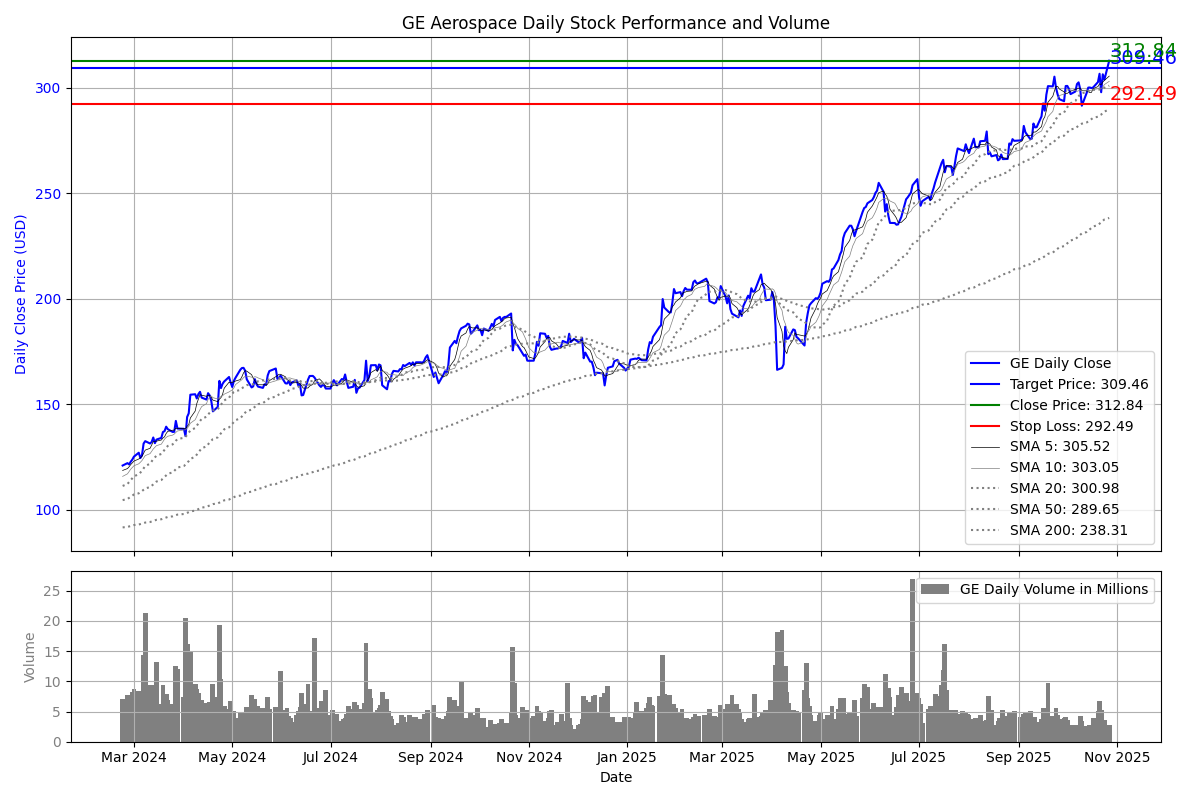 GE Aerospace Daily Stock Performance and Volume
312.84
309.46
292.49
300
250
200
150
100
Daily Close Price (USD)
GE Daily Close
Target Price: 309.46
Close Price: 312.84
Stop Loss: 292.49
SMA 5: 305.52
SMA 10: 303.05
SMA 20: 300.98
SMA 50: 289.65
SMA 200: 238.31
25
20
15
10
5
0
Volume
GE Daily Volume in Millions
Mar 2024 May 2024 Jul 2024 Sep 2024 Nov 2024 Jan 2025 Mar 2025 May 2025 Jul 2025 Sep 2025 Nov 2025
Date